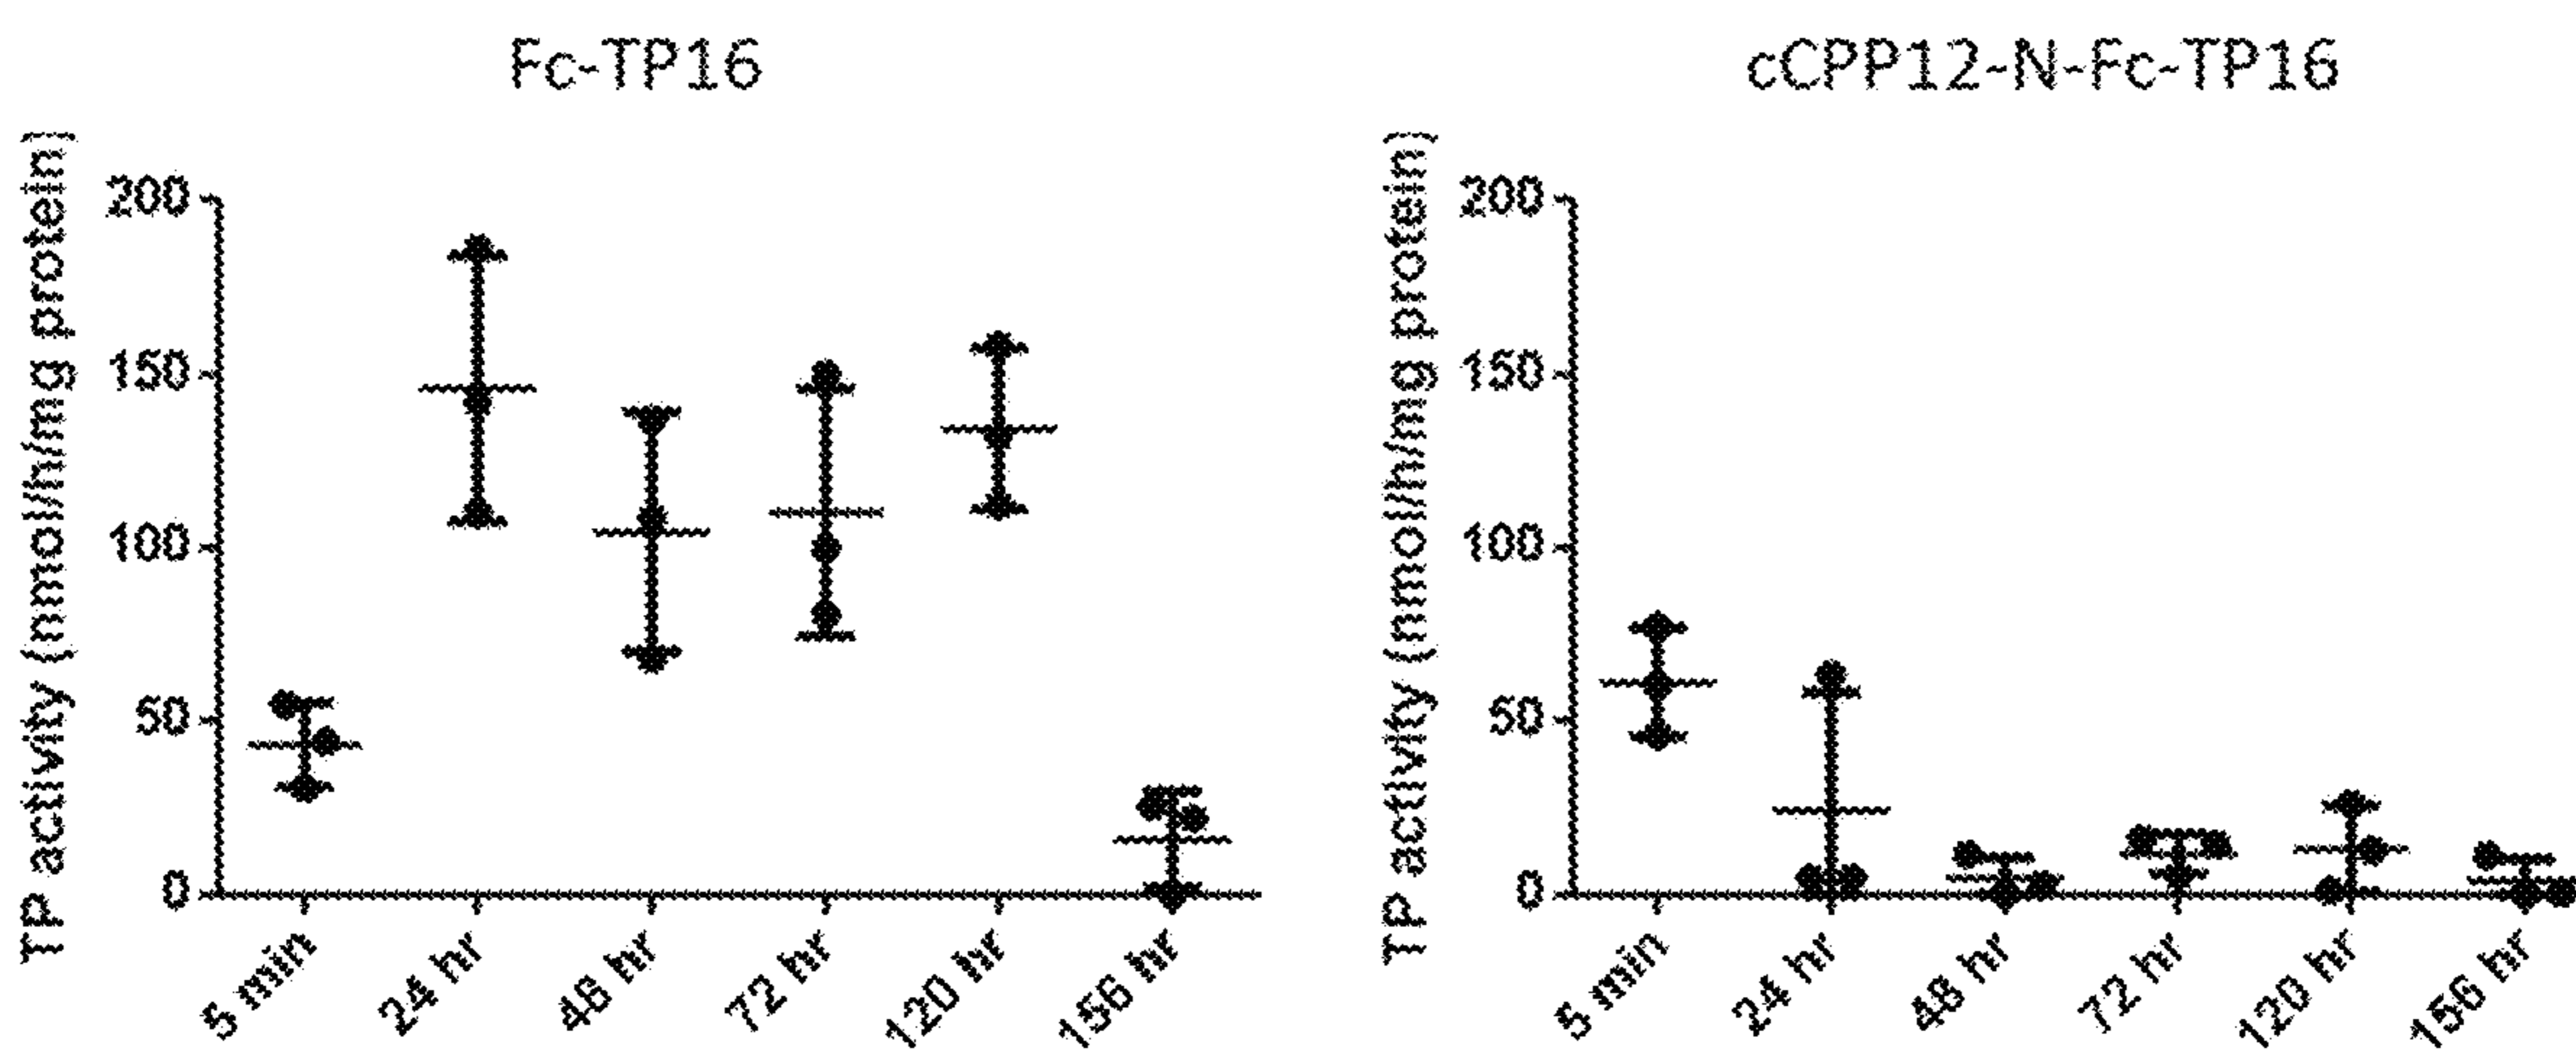 Fc-TP16
TP activity (nmol/h/mg protein)
200
150
100
50
0
5 min
24 hr
48 hr
72 hr
120 hr
156 hr
cCPP12-N-Fc-TP16
TP activity (nmol/h/mg protein)
200
150
100
50
0
5 min
24 hr
48 hr
72 hr
120 hr
156 hr